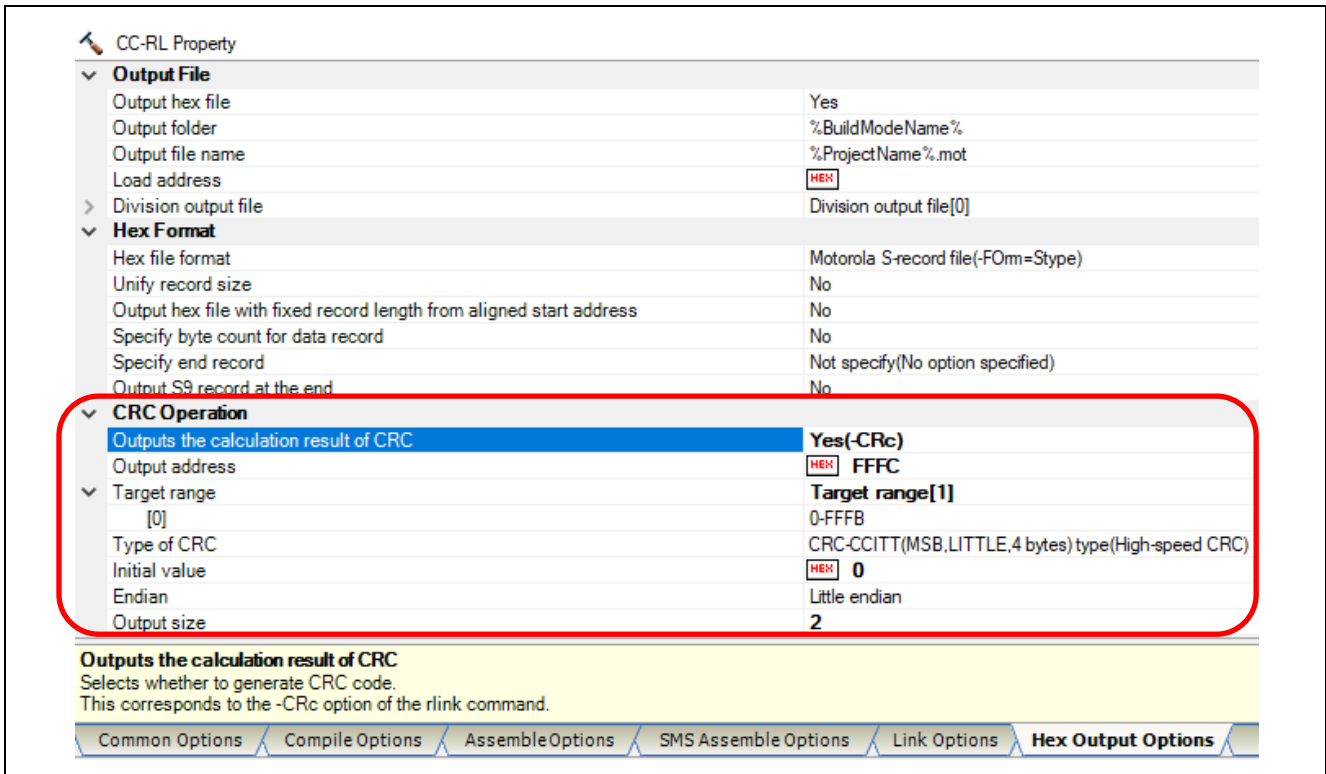 CC-RL Property
Output File
Output hex file Yes
Output folder %BuildModeName%
Output file name %ProjectName%.mot
Load address HEX
Division output file Division output file[0]
Hex Format
Hex file format Motorola S-record file(-FOrm=Stype)
Unify record size No
Output hex file with fixed record length from aligned start address No
Specify byte count for data record No
Specify end record Not specify(No option specified)
Output S9 record at the end No
CRC Operation
Outputs the calculation result of CRC Yes(-CRc)
Output address HEX FFFC
Target range Target range[1]
[0] 0-FFFB
Type of CRC CRC-CCITT(MSB,LITTLE,4 bytes) type(High-speed CRC)
Initial value HEX 0
Endian Little endian
Output size 2
Outputs the calculation result of CRC
Selects whether to generate CRC code.
This corresponds to the -CRc option of the rlink command.
Common Options Compile Options Assemble Options SMS Assemble Options Link Options Hex Output Options